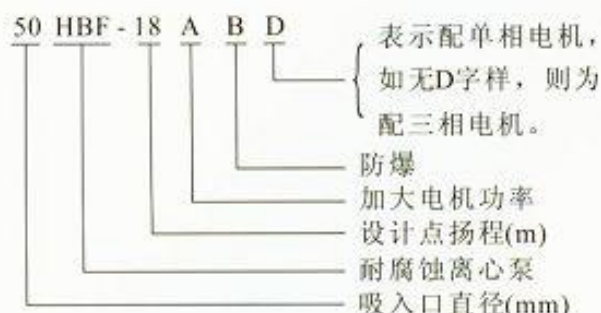 50 HBF-18 A B D
表示配单相电机，
如无D字样，则为
配三相电机。
防爆
加大电机功率
设计点扬程(m)
耐腐蚀离心泵
吸入口直径(mm)